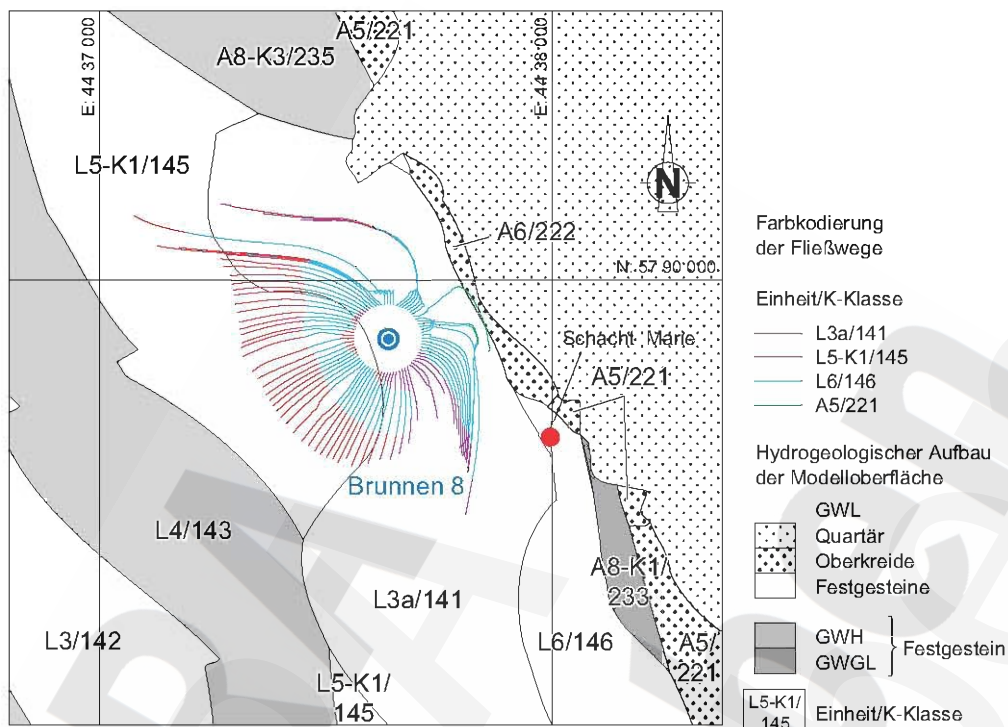 A5/221
A8-K3/235
E: 44 37 000
E: 44 38 000
L5-K1/145
N
A6/222
N: 57 90 000
Schacht Marie
A5/221
Brunnen 8
L4/143
L3a/141
A8-K1/
233
L3/142
L6/146
A5/
221
L5-K1/
145
Farbkodierung
der Fließwege
Einheit/K-Klasse
L3a/141
L5-K1/145
L6/146
A5/221
Hydrogeologischer Aufbau
der Modelloberfläche
GWL
Quartär
Oberkreide
Festgesteine
GWH
GWGL
Festgestein
L5-K1/
145
Einheit/K-Klasse